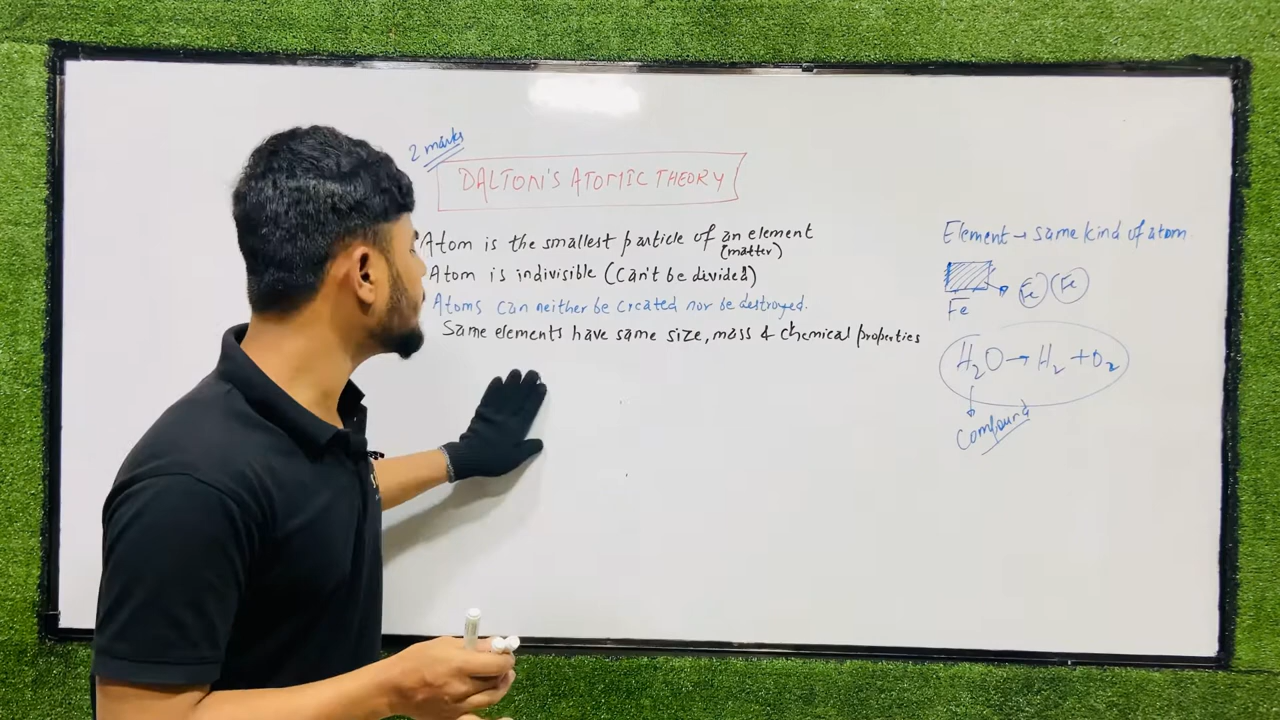 2 marks
DALTON'S ATOMIC THEORY
Atom is the smallest particle of an element
(matter)
Atom is indivisible (Can't be divided)
Atoms can neither be created nor be destroyed.
Same elements have same size, mass & chemical properties
Element → same kind of atom
Fe Fe
Fe
H₂O → H₂ + O₂
Compound